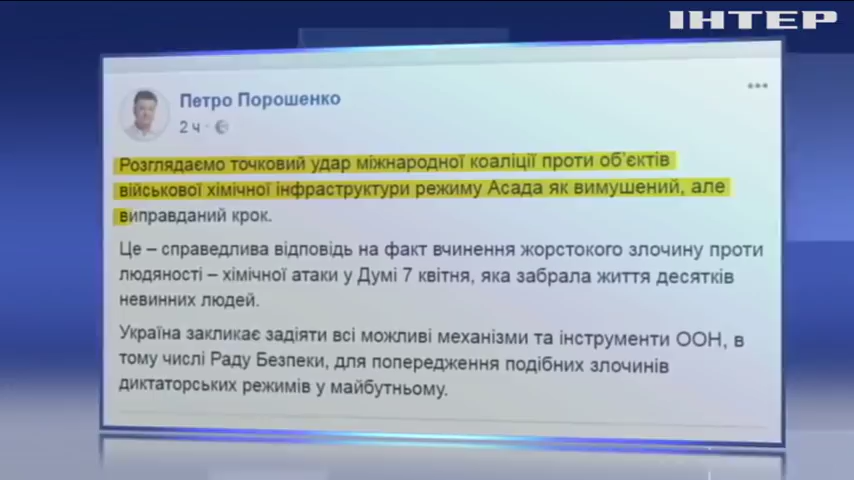 ІНТЕР
Петро Порошенко
2 ч ·
Розглядаємо точковий удар міжнародної коаліції проти об'єктів
військової хімічної інфраструктури режиму Асада як вимушений, але
виправданий крок.
Це – справедлива відповідь на факт вчинення жорстокого злочину проти
людяності – хімічної атаки у Думі 7 квітня, яка забрала життя десятків
невинних людей.
Україна закликає задіяти всі можливі механізми та інструменти ООН, в
тому числі Раду Безпеки, для попередження подібних злочинів
диктаторських режимів у майбутньому.